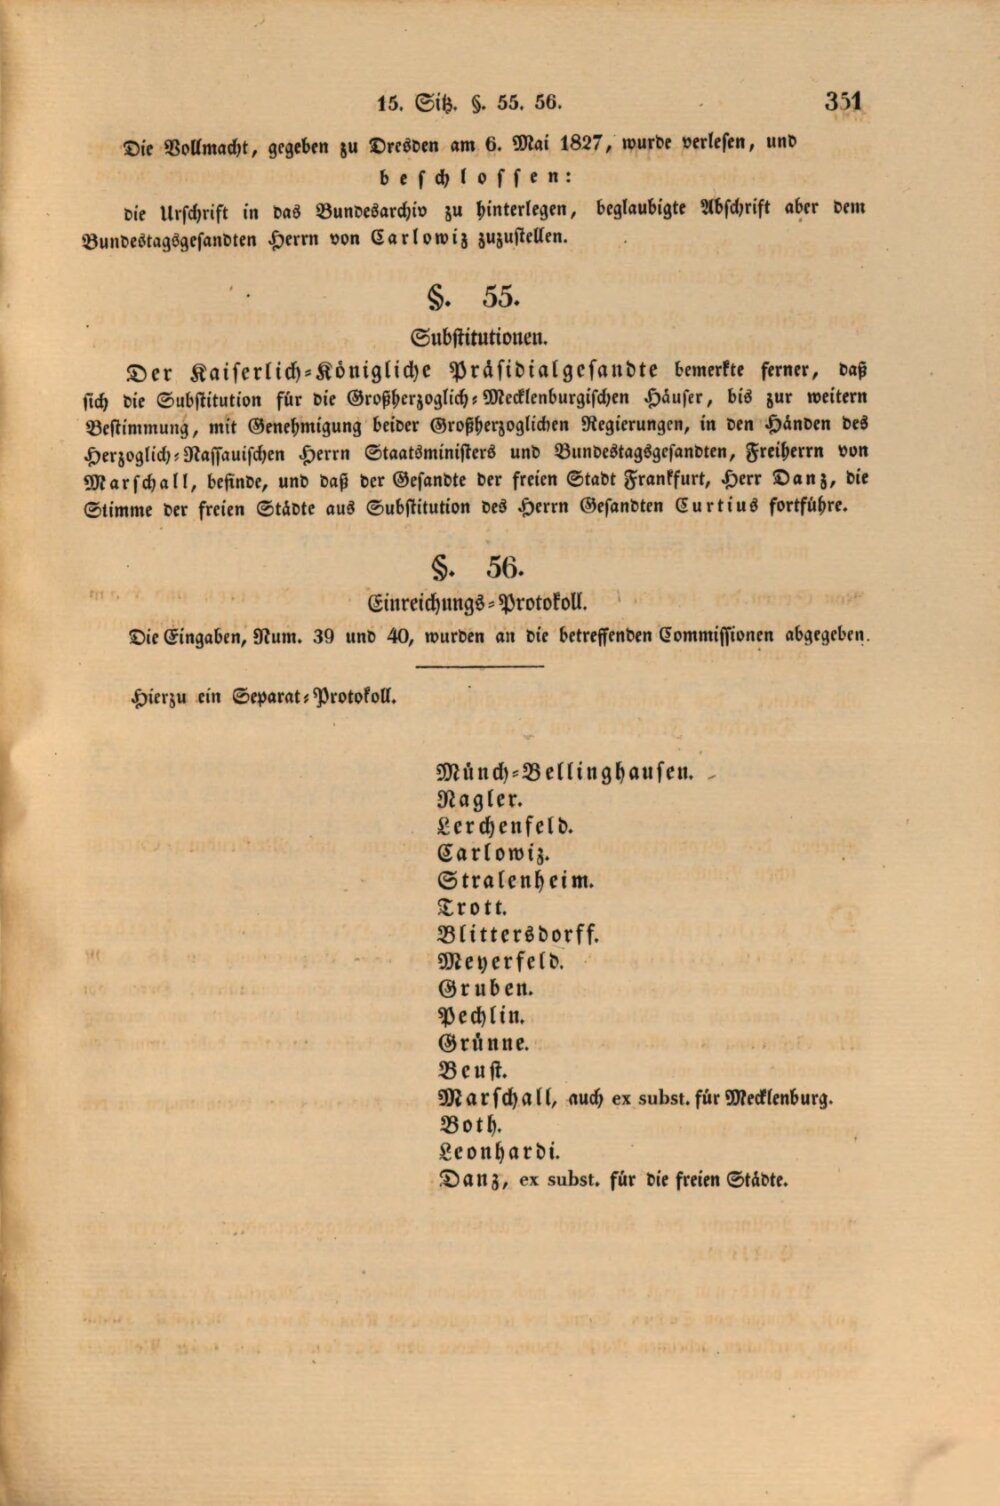 15. Sitz. §. 55. 56. 351
Die Vollmacht, gegeben zu Dresden am 6. Mai 1827, wurde verlesen, und
beschlossen:
die Urschrift in das Bundesarchiv zu hinterlegen, beglaubigte Abschrift aber dem
Bundestagsgesandten Herrn von Carlowiz zuzustellen.
§. 55.
Substitutionen.
Der Kaiserlich-Königliche Präsidialgesandte bemerkte ferner, daß
sich die Substitution für die Großherzoglich-Mecklenburgischen Häuser, bis zur weitern
Bestimmung, mit Genehmigung beider Großherzoglichen Regierungen, in den Händen des
Herzoglich-Nassauischen Herrn Staatsministers und Bundestagsgesandten, Freiherrn von
Marschall, befinde, und daß der Gesandte der freien Stadt Frankfurt, Herr Danz, die
Stimme der freien Städte aus Substitution des Herrn Gesandten Curtius fortführe.
§. 56.
Einreichungs-Protokoll.
Die Eingaben, Num. 39 und 40, wurden an die betreffenden Commissionen abgegeben.
Hierzu ein Separat-Protokoll.
Münch-Bellinghausen.
Nagler.
Lerchenfeld.
Carlowiz.
Stralenheim.
Trott.
Blittersdorff.
Meyerfeld.
Gruben.
Pechlin.
Grünne.
Beust.
Marschall, auch ex subst. für Mecklenburg.
Both.
Leonhardi.
Danz, ex subst. für die freien Städte.